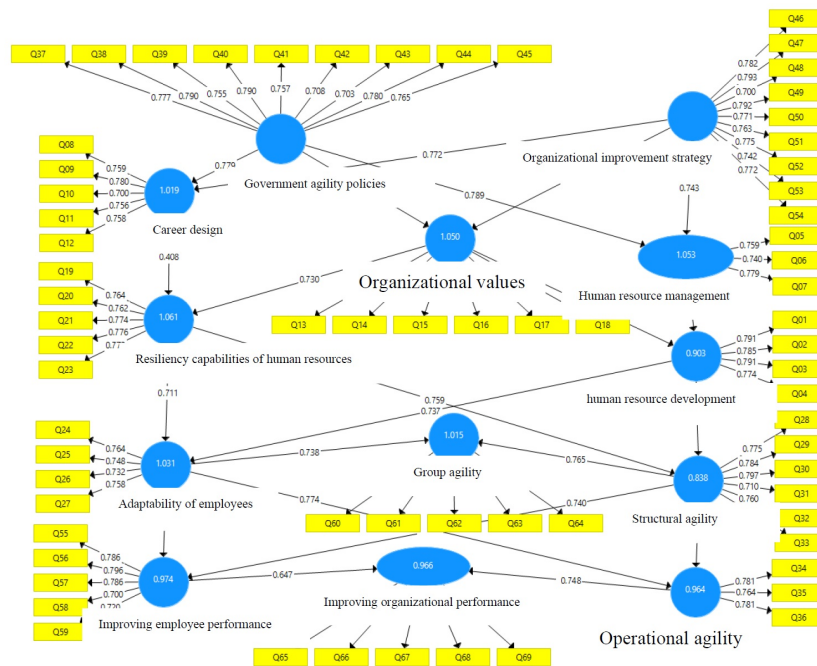 Q46
Q37 Q38 Q39 Q40 Q41 Q42 Q43 Q44 Q45
Q47
0.782
0.793
Q48
0.777 0.790 0.755 0.790 0.757 0.708 0.703 0.780 0.765
0.700
Q49
0.792
0.771
Q50
0.763
Q08
Q51
0.775
0.759
0.772
Organizational improvement strategy
0.742
Q52
Q09
0.780
Government agility policies
0.772
Q53
Q10
0.700
1.019
0.789
0.743
Q54
Q11
0.756
Q05
0.758
Career design
1.050
0.759
Q12
1.053
0.740
Q06
0.408
0.779
Q07
Q19
0.730
Organizational values
Human resource management
0.764
Q20
0.762
Q01
Q21
0.774
1.061
Q13 Q14 Q15 Q16 Q17 Q18
0.791
0.776
0.785
Q02
Q22
0.903
0.791
Q03
Q23
Resiliency capabilities of human resources
0.774
Q04
0.711
0.759
human resource development
0.737
Q28
Q24
0.775
0.764
1.015
0.784
Q29
Q25
0.748
0.738
0.765
0.797
Q30
Q26
0.732
1.031
Group agility
0.838
0.710
Q31
0.758
0.760
Q27
Adaptability of employees
0.774
0.740
Structural agility
Q32
Q55
Q60 Q61 Q62 Q63 Q64
Q33
0.786
Q56
0.796
0.966
Q34
Q57
0.786
0.974
0.647
0.748
0.964
0.781
0.700
0.764
Q35
Q58
Improving organizational performance
0.781
Q36
Q59
Improving employee performance
Operational agility
Q65 Q66 Q67 Q68 Q69